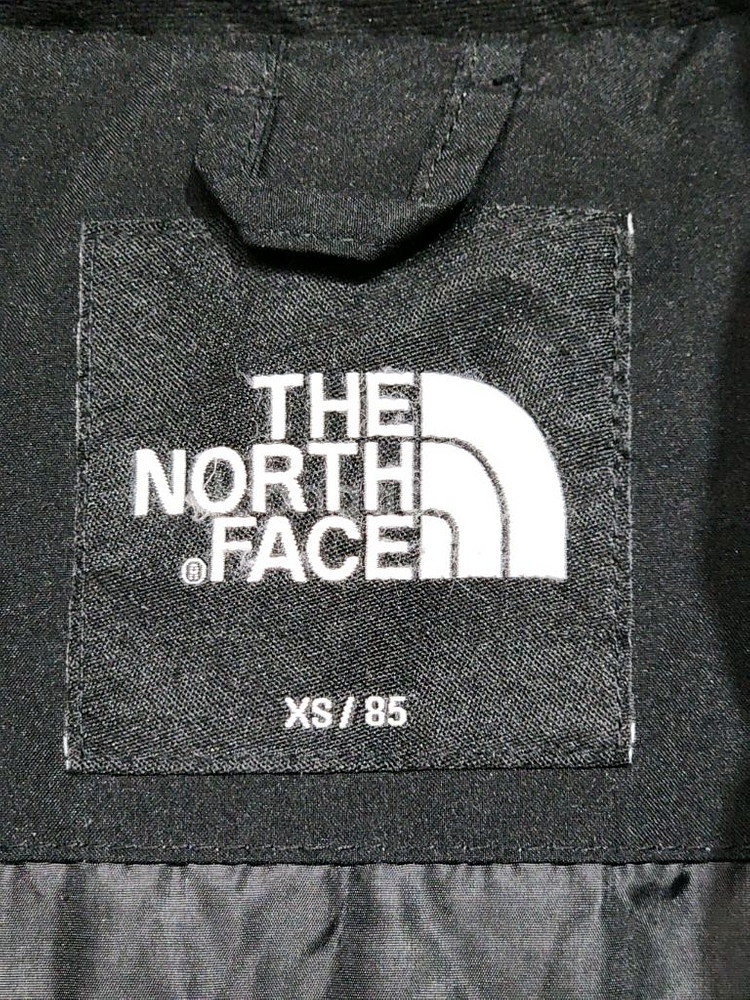 THE
NORTH
®FACE
XS / 85